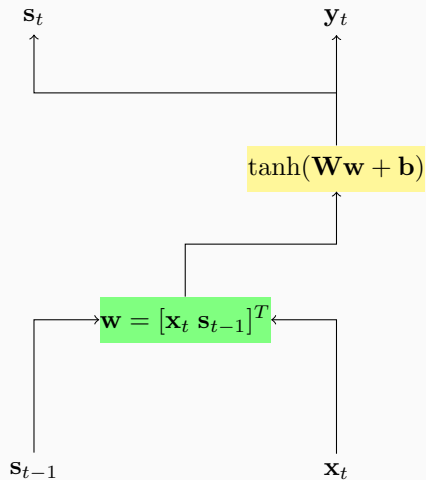 s_t y_t
tanh(Ww + b)
w = [x_t s_{t−1}]^T
s_{t−1} x_t